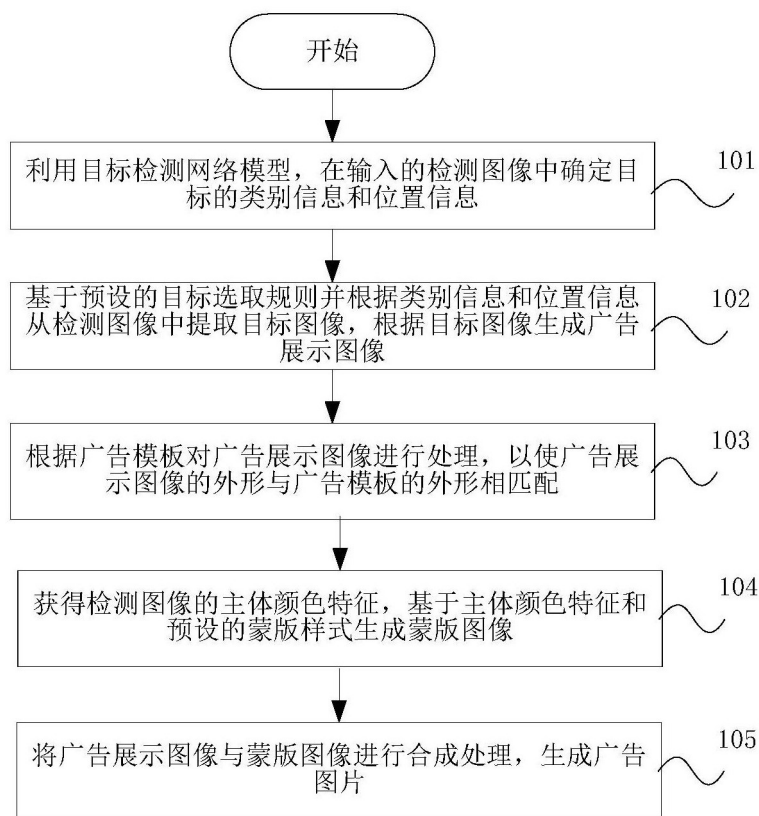 开始
利用目标检测网络模型，在输入的检测图像中确定目
标的类别信息和位置信息
101
基于预设的目标选取规则并根据类别信息和位置信息
从检测图像中提取目标图像，根据目标图像生成广告
展示图像
102
根据广告模板对广告展示图像进行处理，以使广告展
示图像的外形与广告模板的外形相匹配
103
获得检测图像的主体颜色特征，基于主体颜色特征和
预设的蒙版样式生成蒙版图像
104
将广告展示图像与蒙版图像进行合成处理，生成广告
图片
105